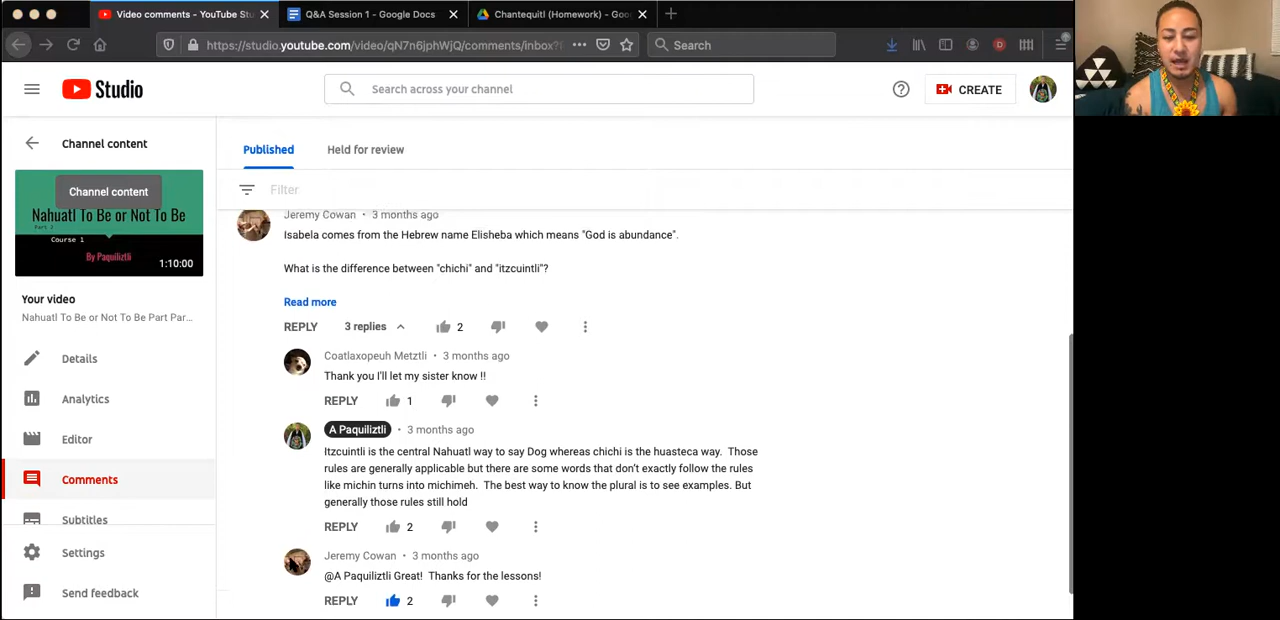 Video comments - YouTube Stu
Q&A Session 1 - Google Docs
Chantequitl (Homework) - Goo
https://studio.youtube.com/video/qN7n6jphWjQ/comments/inbox?
Search
Studio
Search across your channel
CREATE
Channel content
Published
Held for review
Channel content
Nahuatl To Be or Not To Be
Course 1
By Paquiliztli
1:10:00
Filter
Your video
Nahuatl To Be or Not To Be Part Par...
Details
Analytics
Editor
Comments
Subtitles
Settings
Send feedback
Jeremy Cowan • 3 months ago
Isabela comes from the Hebrew name Elisheba which means "God is abundance".
What is the difference between "chichi" and "itzcuintli"?
Read more
REPLY 3 replies 2
Coatlaxopeuh Metztli • 3 months ago
Thank you I'll let my sister know !!
REPLY 1
A Paquiliztli • 3 months ago
Itzcuintli is the central Nahuatl way to say Dog whereas chichi is the huasteca way. Those
rules are generally applicable but there are some words that don't exactly follow the rules
like michin turns into michimeh. The best way to know the plural is to see examples. But
generally those rules still hold
REPLY 2
Jeremy Cowan • 3 months ago
@A Paquiliztli Great! Thanks for the lessons!
REPLY 2